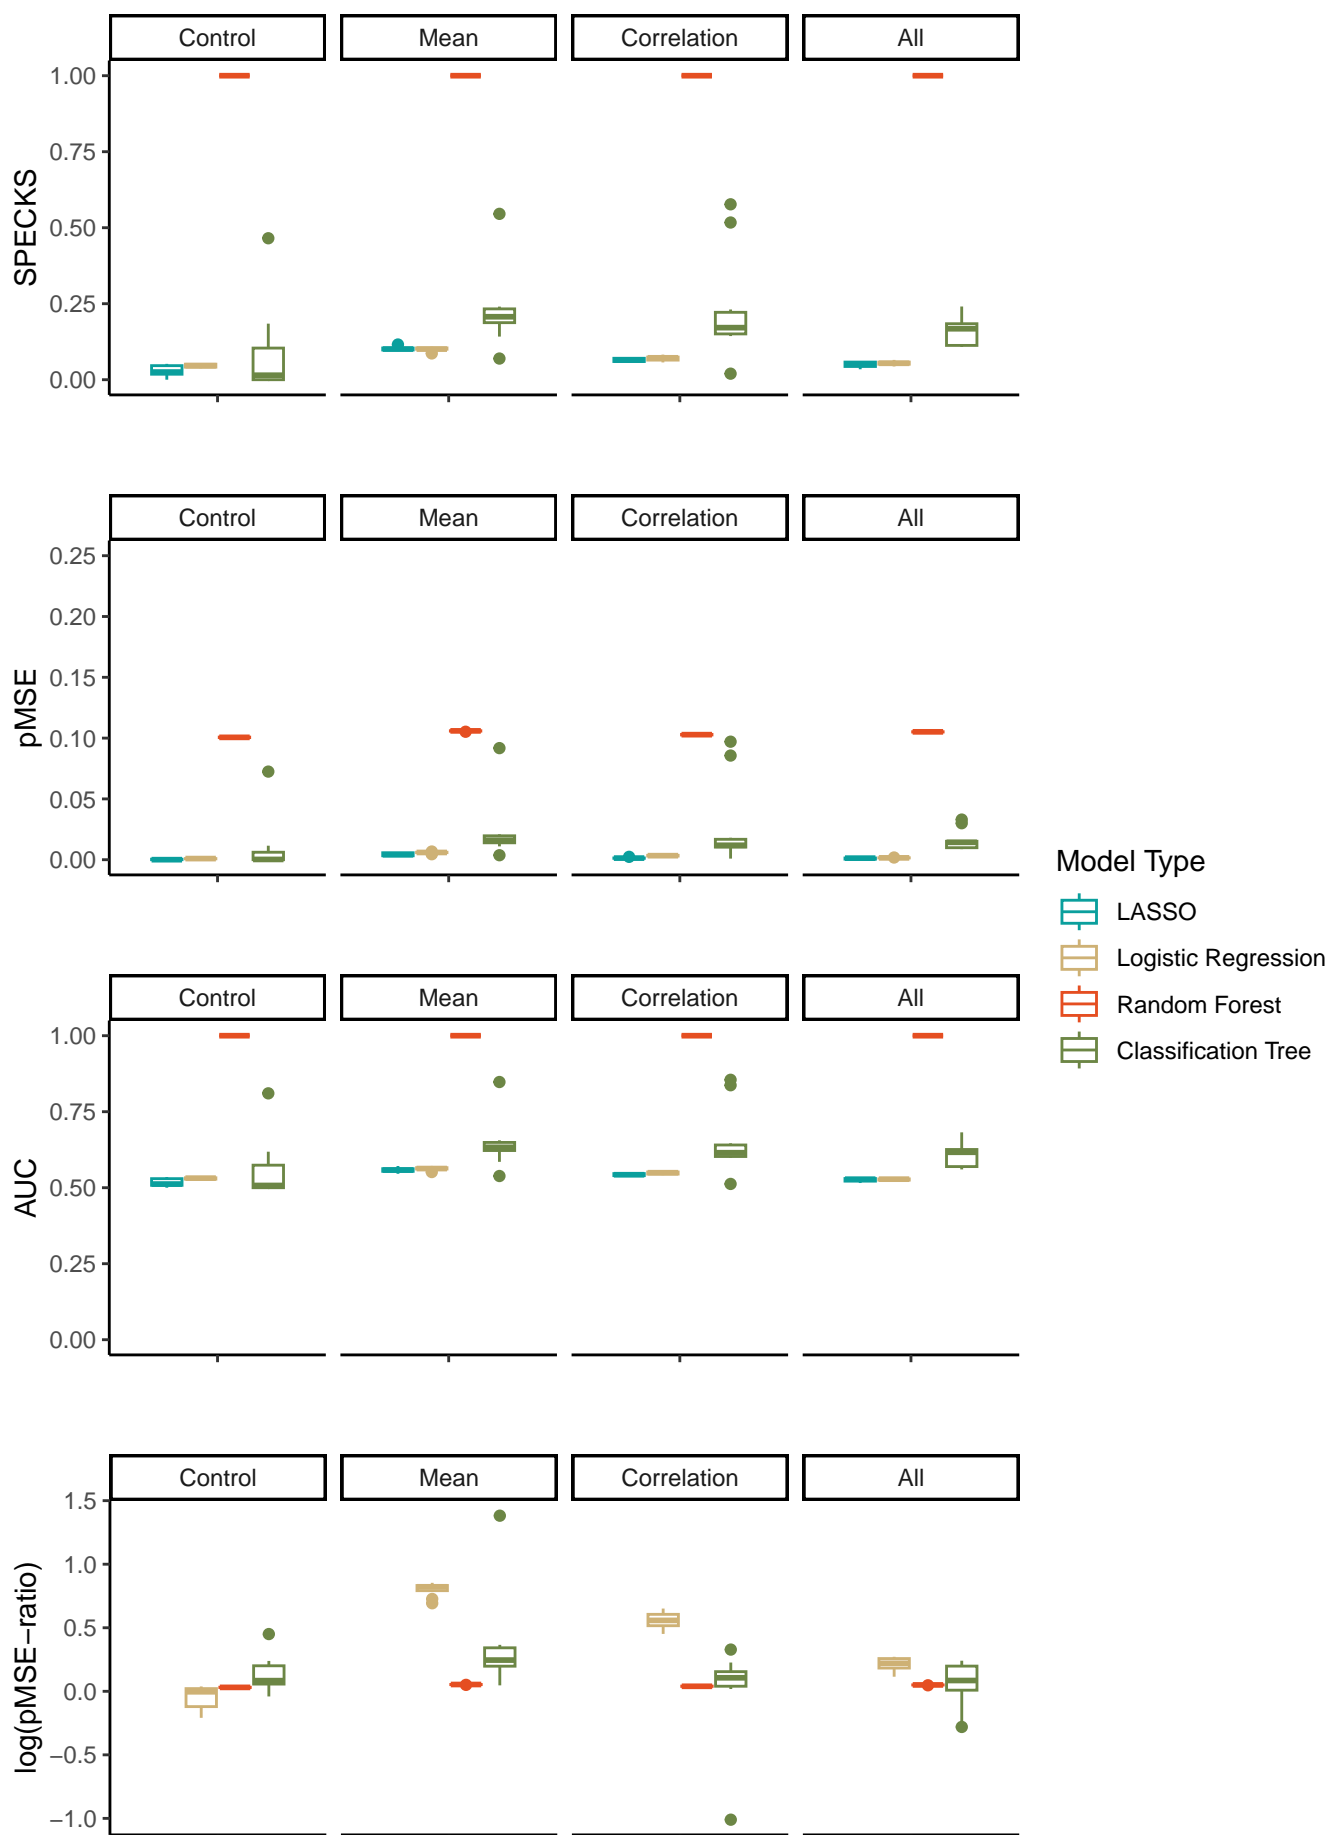 Control Mean Correlation All
SPECKS
1.00
0.75
0.50
0.25
0.00
Control Mean Correlation All
pMSE
0.25
0.20
0.15
0.10
0.05
0.00
Control Mean Correlation All
AUC
1.00
0.75
0.50
0.25
0.00
Control Mean Correlation All
log(pMSE−ratio)
1.5
1.0
0.5
0.0
−0.5
−1.0
Model Type
LASSO
Logistic Regression
Random Forest
Classification Tree